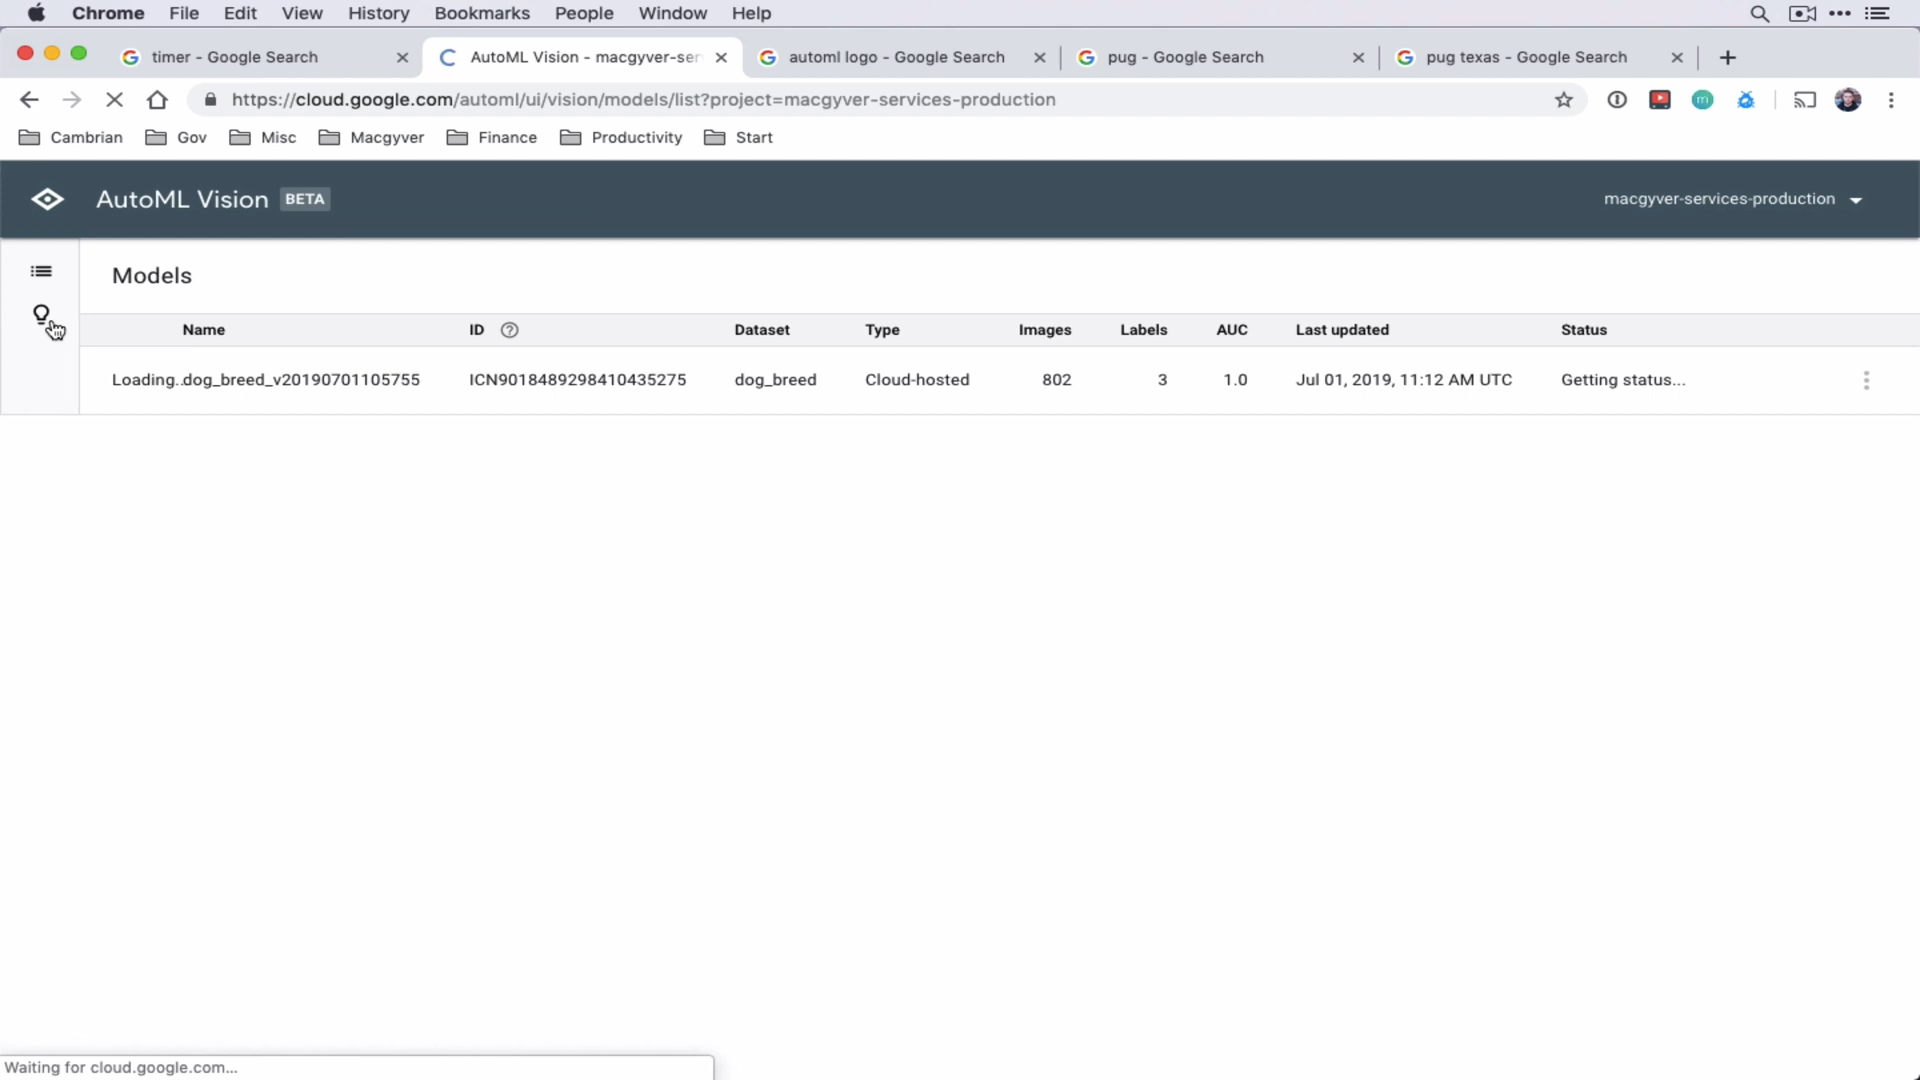 Chrome File Edit View History Bookmarks People Window Help
timer - Google Search AutoML Vision - macgyver-ser automl logo - Google Search pug - Google Search pug texas - Google Search
https://cloud.google.com/automl/ui/vision/models/list?project=macgyver-services-production
Cambrian Gov Misc Macgyver Finance Productivity Start
AutoML Vision BETA macgyver-services-production
Models
Name ID Dataset Type Images Labels AUC Last updated Status
Loading..dog_breed_v20190701105755 ICN9018489298410435275 dog_breed Cloud-hosted 802 3 1.0 Jul 01, 2019, 11:12 AM UTC Getting status...
Waiting for cloud.google.com...